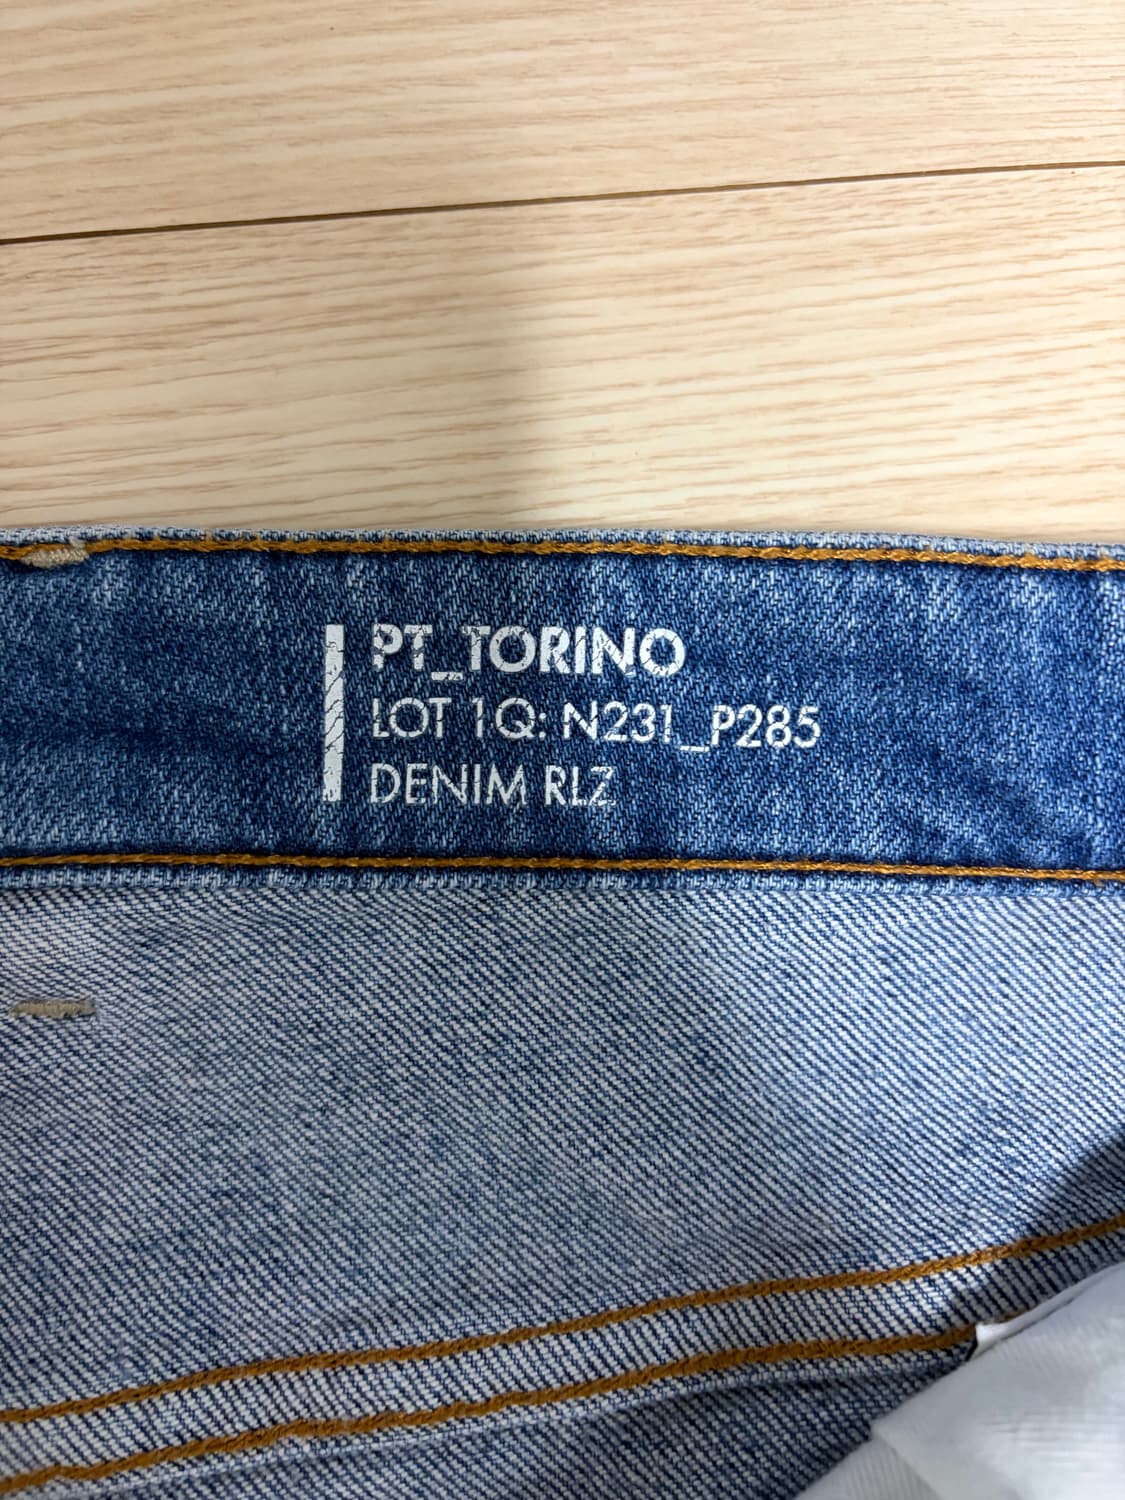 PT_TORINO
LOT 1Q: N231_P285
DENIM RLZ